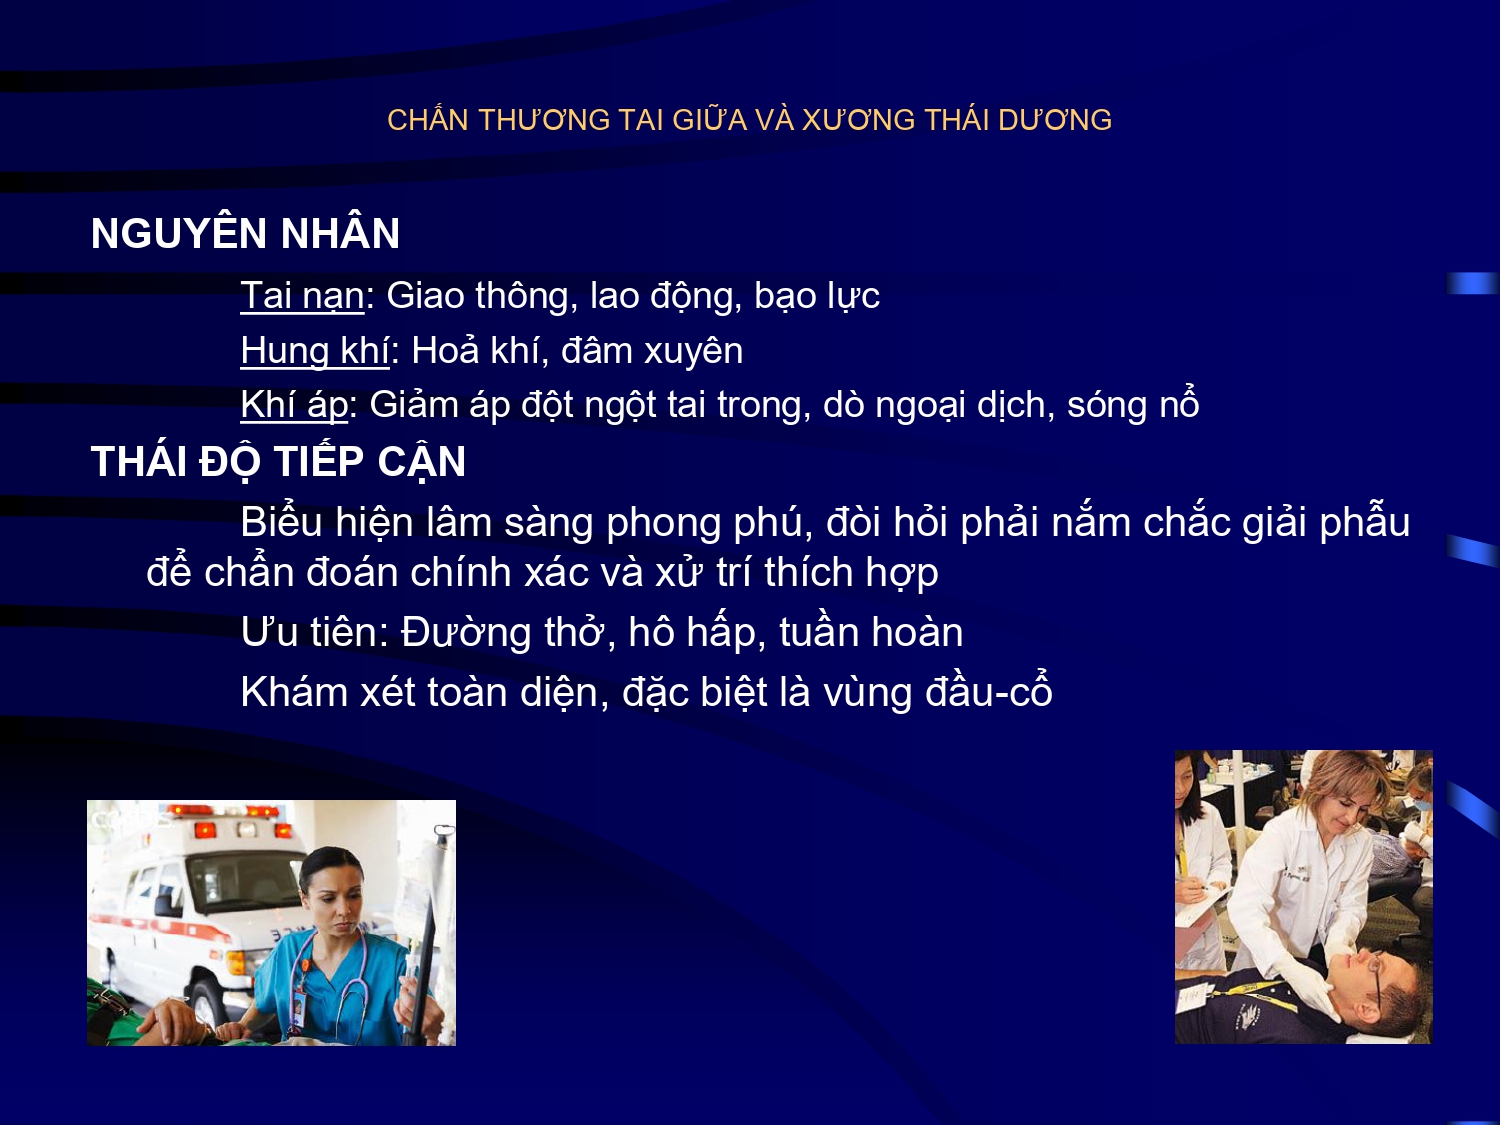 CHẤN THƯƠNG TAI GIỮA VÀ XƯƠNG THÁI DƯƠNG
NGUYÊN NHÂN
Tai nạn: Giao thông, lao động, bạo lực
Hung khí: Hoả khí, đâm xuyên
Khí áp: Giảm áp đột ngột tai trong, dò ngoại dịch, sóng nổ
THÁI ĐỘ TIẾP CẬN
Biểu hiện lâm sàng phong phú, đòi hỏi phải nắm chắc giải phẫu
để chẩn đoán chính xác và xử trí thích hợp
Ưu tiên: Đường thở, hô hấp, tuần hoàn
Khám xét toàn diện, đặc biệt là vùng đầu-cổ